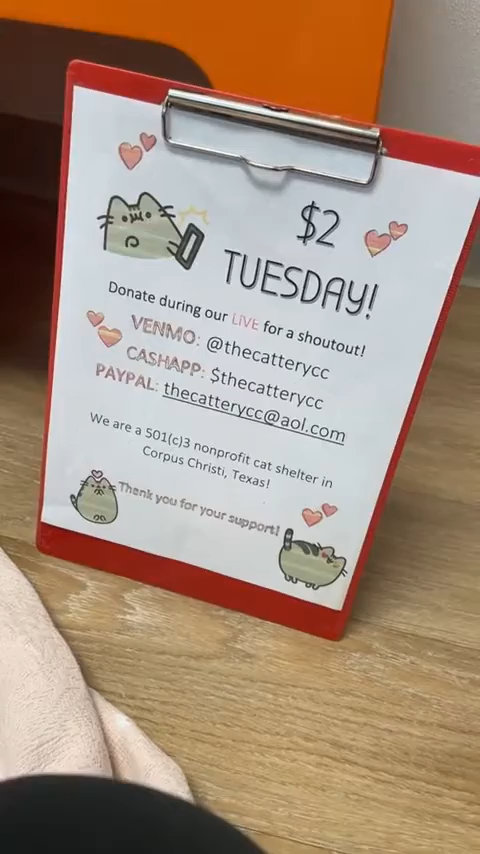 $2
TUESDAY!
Donate during our LIVE for a shoutout!
VENMO: @thecatterycc
CASHAPP: $thecatterycc
PAYPAL: thecatterycc@aol.com
We are a 501(c)3 nonprofit cat shelter in
Corpus Christi, Texas!
Thank you for your support!